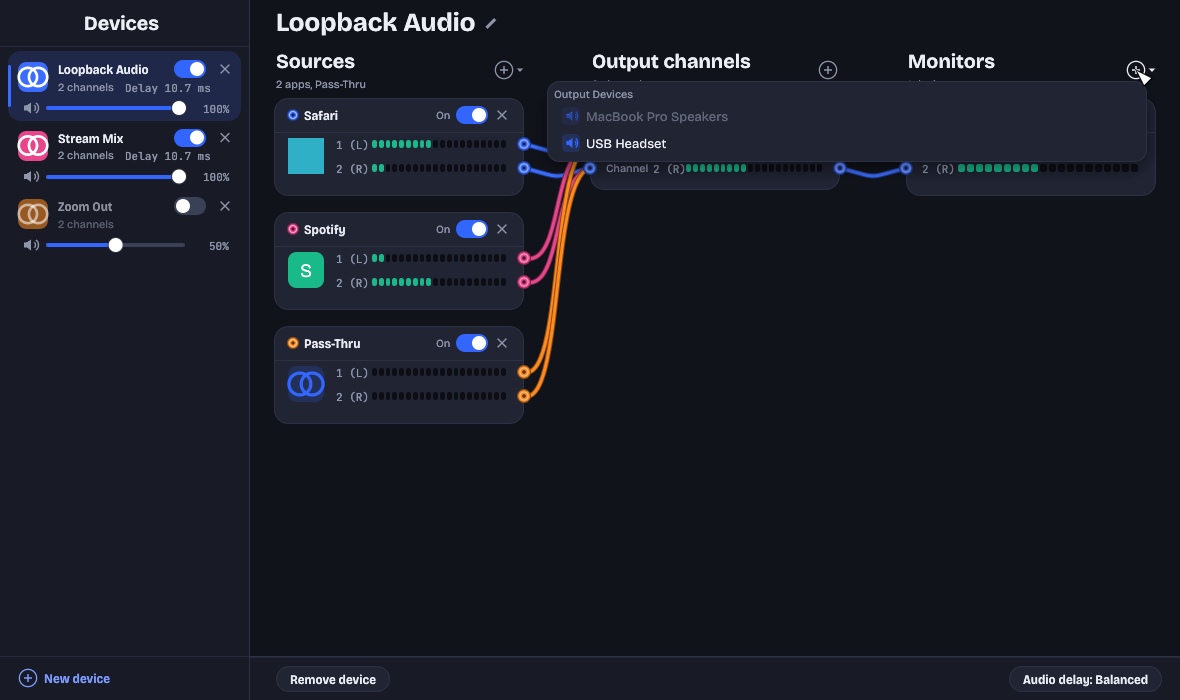 Devices
Loopback Audio
2 channels Delay 10.7 ms
100%
Stream Mix
2 channels Delay 10.7 ms
100%
Zoom Out
2 channels
50%
New device
Loopback Audio
Sources
2 apps, Pass-Thru
Safari On
1 (L)
2 (R)
Spotify On
S
1 (L)
2 (R)
Pass-Thru On
1 (L)
2 (R)
Output channels
Channel 2 (R)
Monitors
2 (R)
Output Devices
MacBook Pro Speakers
USB Headset
Remove device
Audio delay: Balanced